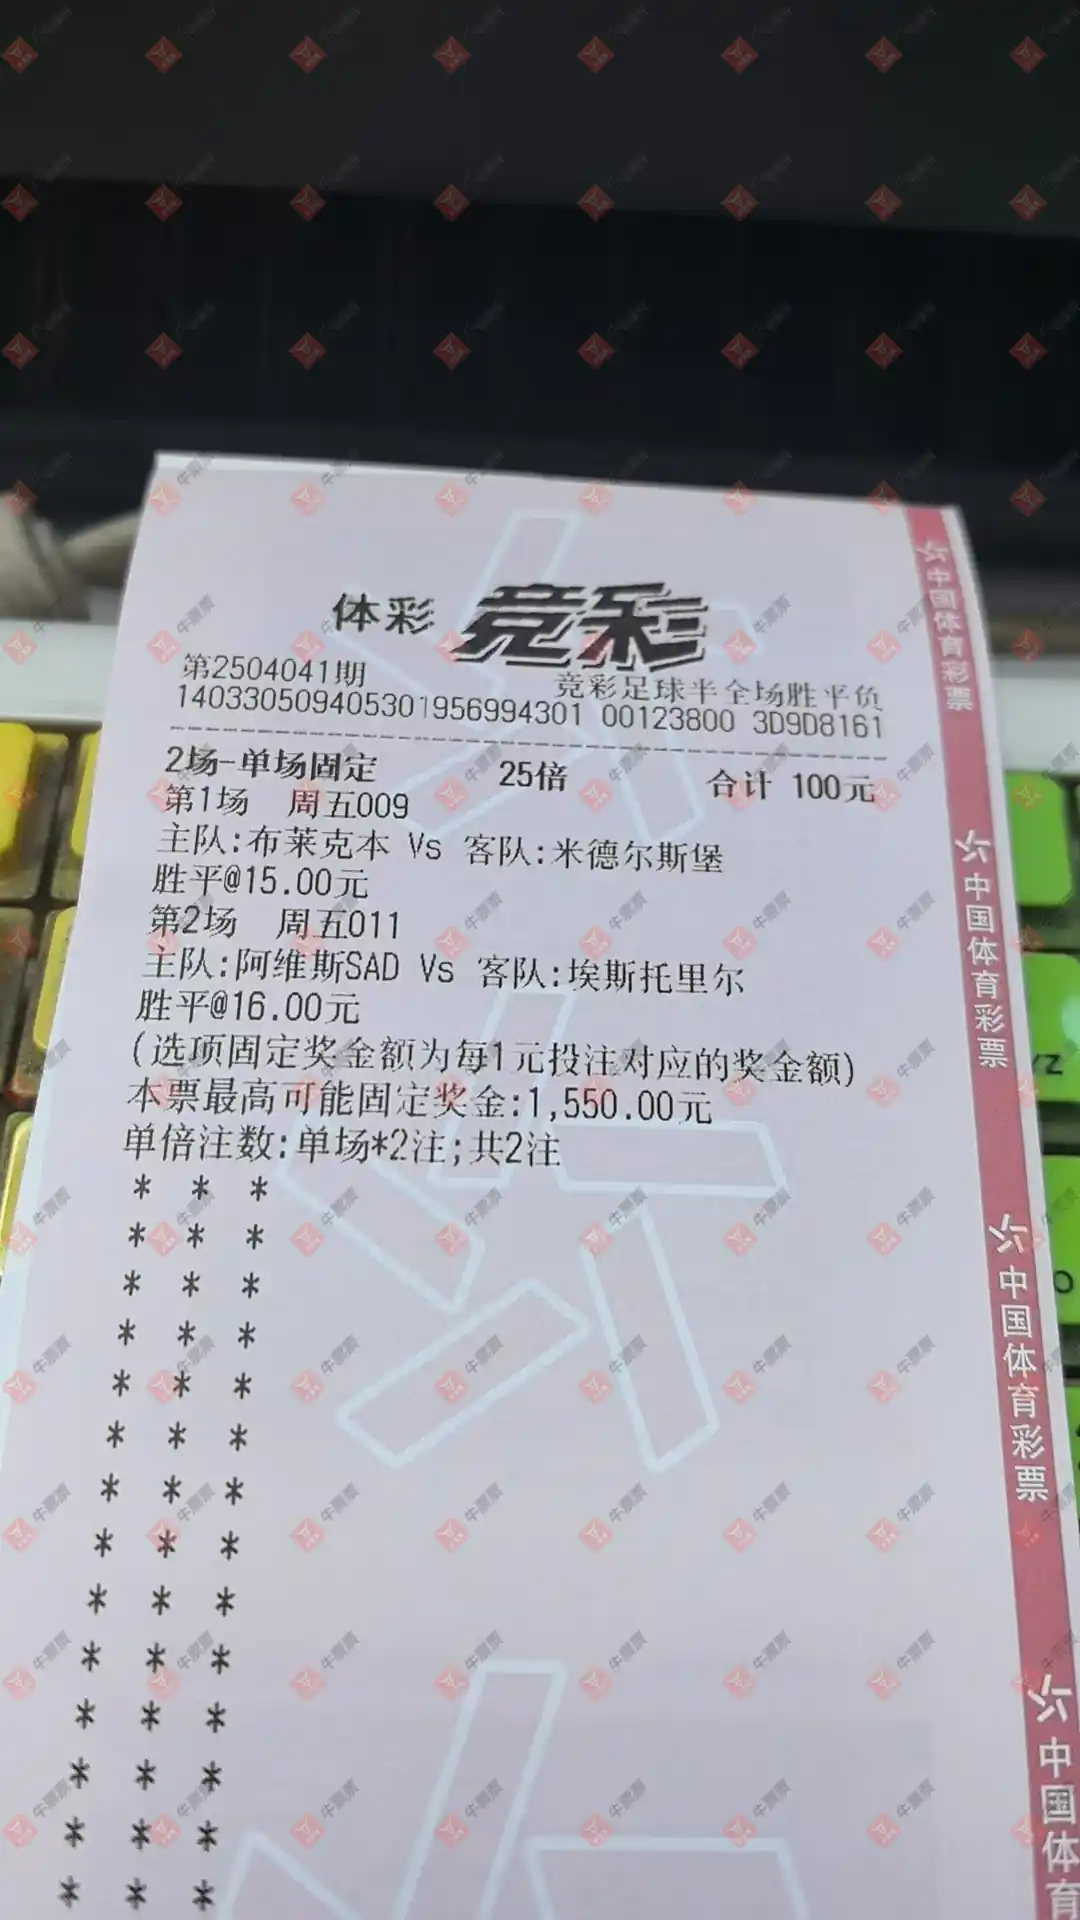 体彩 竞彩
第2504041期 竞彩足球半全场胜平负
140330509405301956994301 00123800 3D9D8161
2场-单场固定 25倍 合计 100元
第1场 周五009
主队:布莱克本 Vs 客队:米德尔斯堡
胜平@15.00元
第2场 周五011
主队:阿维斯SAD Vs 客队:埃斯托里尔
胜平@16.00元
(选项固定奖金额为每1元投注对应的奖金额)
本票最高可能固定奖金:1,550.00元
单倍注数:单场*2注;共2注
* * *
* * *
* * *
* * *
* * *
* * *
* * *
* * *
* * *
* * *
* * *
* * *
* * *
* * *
中国体育彩票
中国体育彩票
中国体育彩票
中国体育
牛票票
YZ